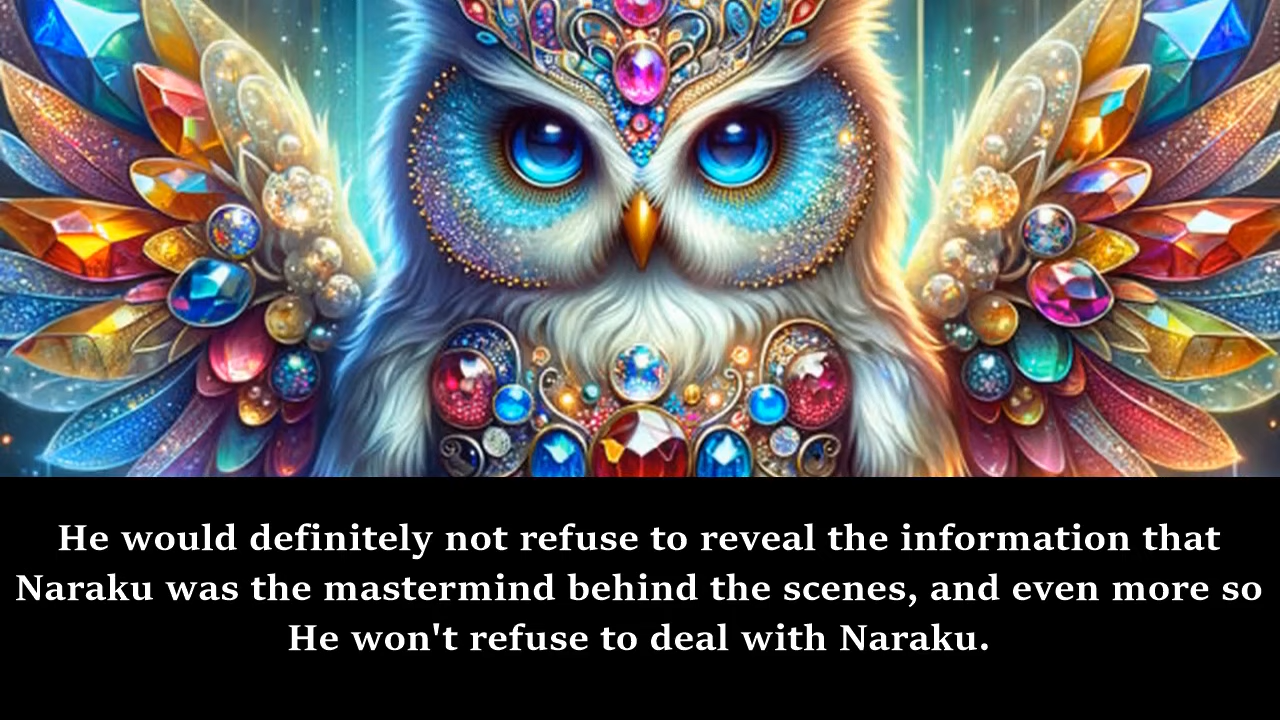 He would definitely not refuse to reveal the information that
Naraku was the mastermind behind the scenes, and even more so
He won't refuse to deal with Naraku.